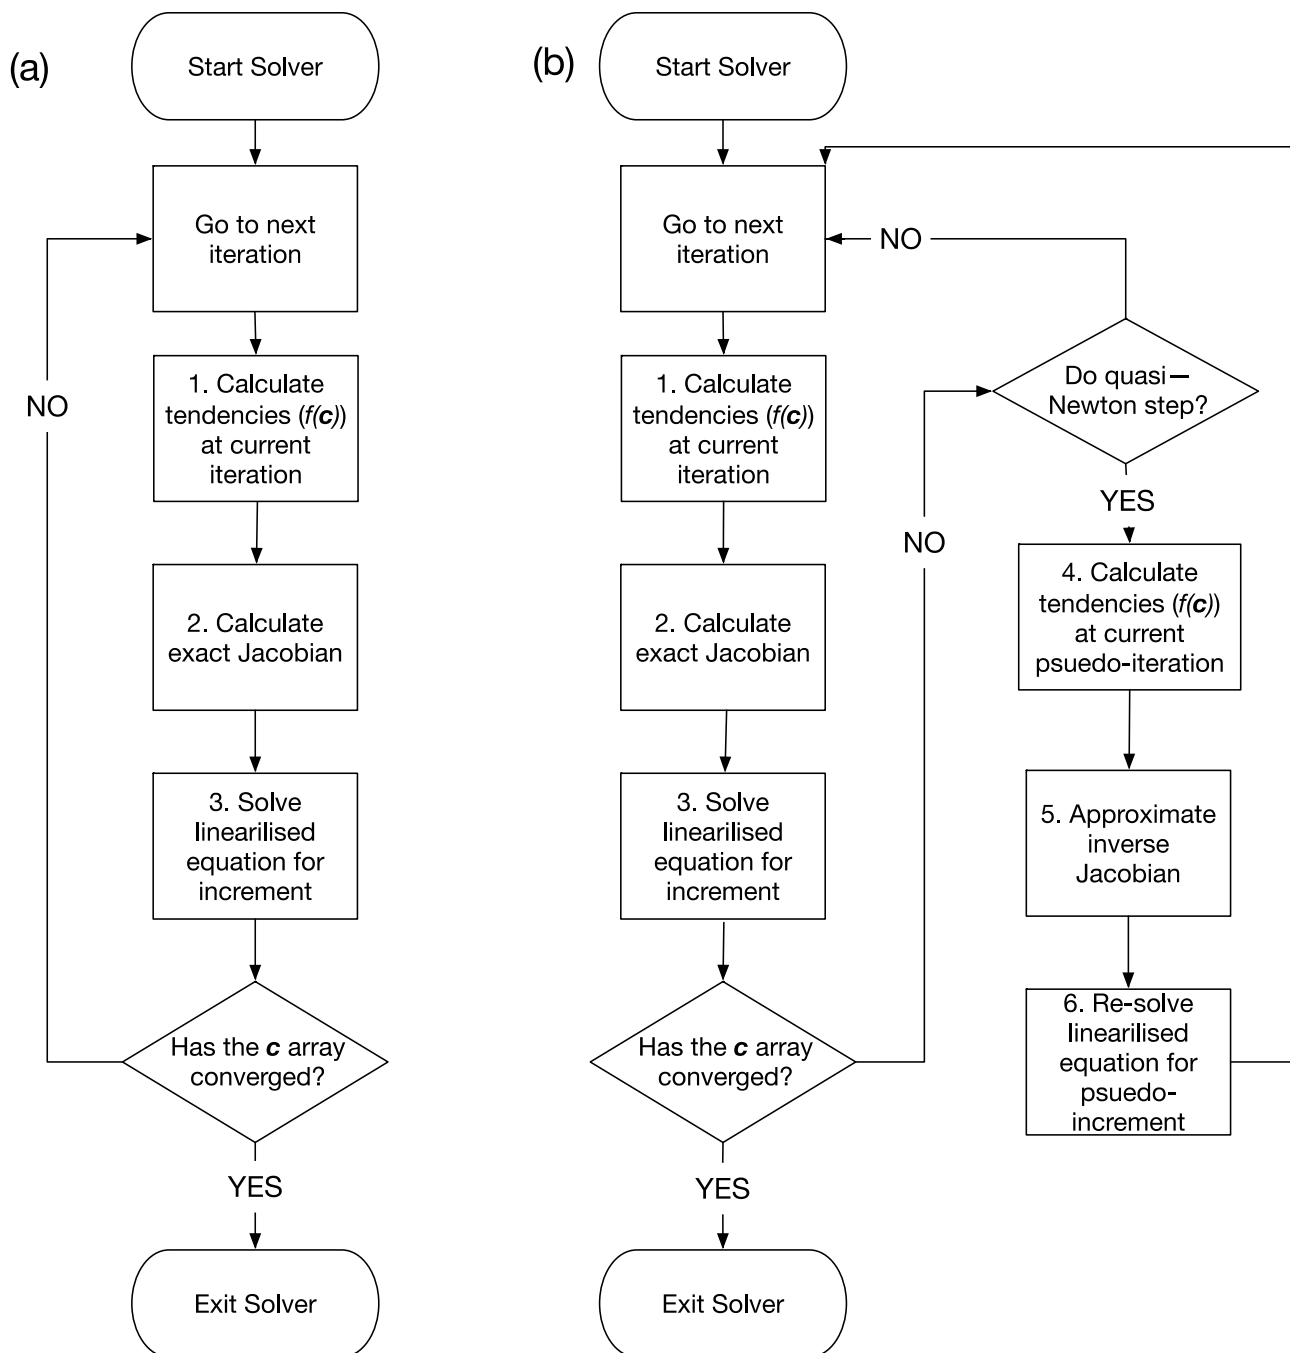 (a)
Start Solver
Go to next
iteration
1. Calculate
tendencies (f(c))
at current
iteration
NO
2. Calculate
exact Jacobian
3. Solve
linearilised
equation for
increment
Has the c array
converged?
YES
Exit Solver
(b)
Start Solver
Go to next
iteration
NO
1. Calculate
tendencies (f(c))
at current
iteration
2. Calculate
exact Jacobian
3. Solve
linearilised
equation for
increment
Has the c array
converged?
YES
Exit Solver
NO
Do quasi–
Newton step?
YES
4. Calculate
tendencies (f(c))
at current
psuedo-iteration
5. Approximate
inverse
Jacobian
6. Re-solve
linearilised
equation for
psuedo-
increment